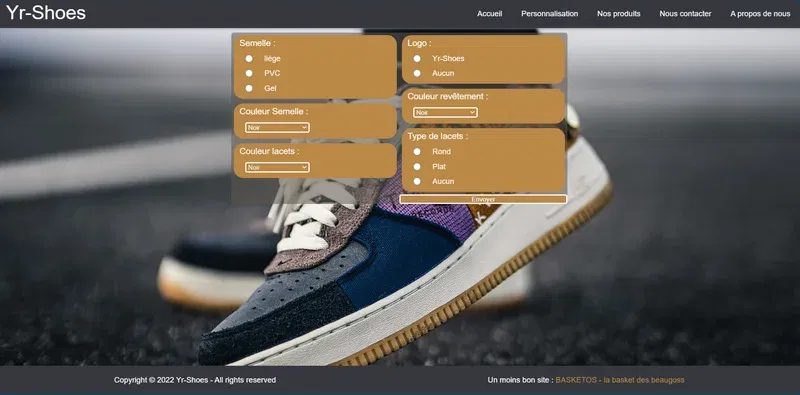 Yr-Shoes
Accueil Personnalisation Nos produits Nous contacter A propos de nous
Semelle :
liége
PVC
Gel
Couleur Semelle :
Noir
Couleur lacets :
Noir
Logo :
Yr-Shoes
Aucun
Couleur revêtement :
Noir
Type de lacets :
Rond
Plat
Aucun
Envoyer
Copyright © 2022 Yr-Shoes - All rights reserved
Un moins bon site : BASKETOS - la basket des beaugoss